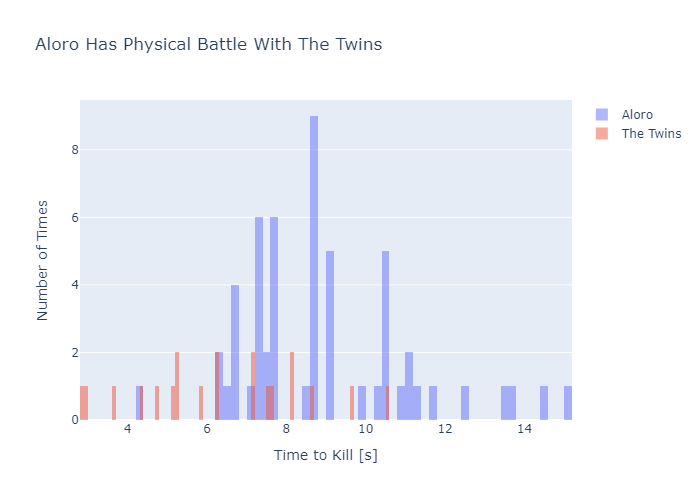 Aloro Has Physical Battle With The Twins
Aloro
The Twins
Number of Times
8
6
4
2
0
4
6
8
10
12
14
Time to Kill [s]